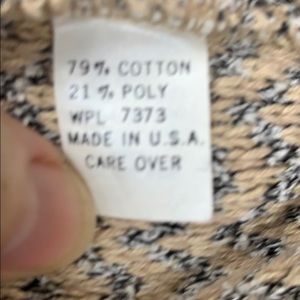 79% COTTON
21% POLY
WPL 7373
MADE IN U.S.A.
CARE OVER